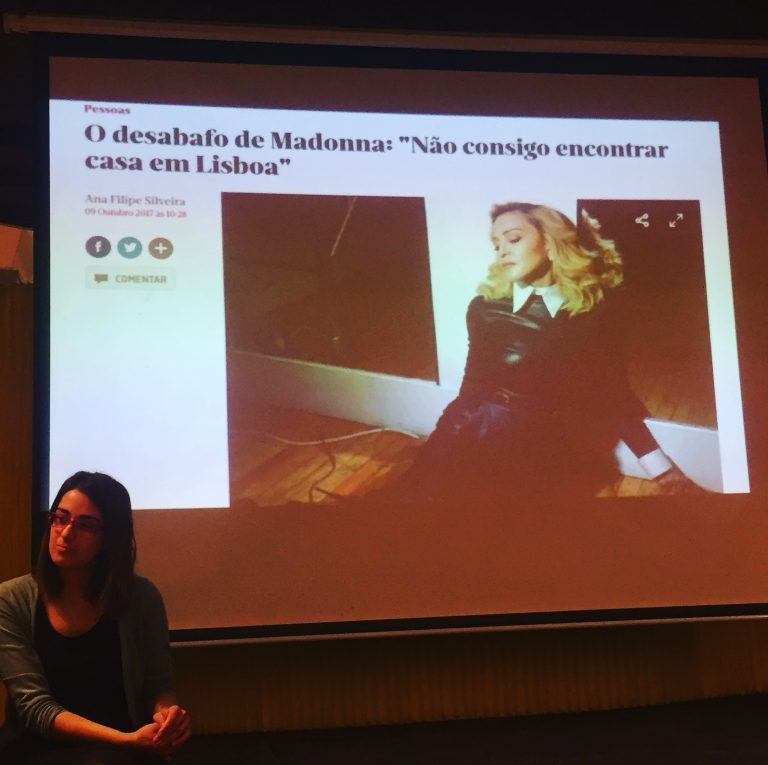 Pessoas
O desabafo de Madonna: "Não consigo encontrar
casa em Lisboa"
Ana Filipe Silveira
09 Outubro 2017 às 10:28
f
COMENTAR